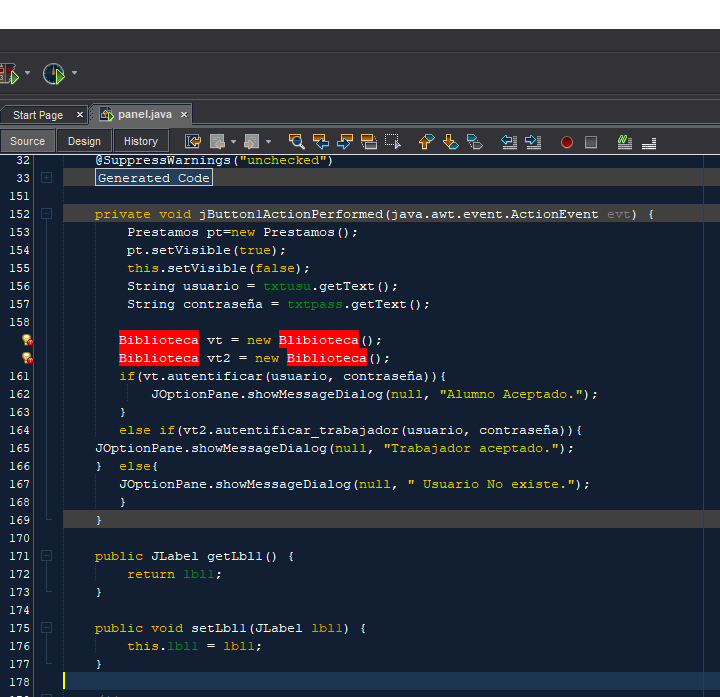 Start Page × panel.java ×
Source Design History
32 @SuppressWarnings("unchecked")
33 Generated Code
151
152 private void jButton1ActionPerformed(java.awt.event.ActionEvent evt) {
153 Prestamos pt=new Prestamos();
154 pt.setVisible(true);
155 this.setVisible(false);
156 String usuario = txtusu.getText();
157 String contraseña = txtpass.getText();
158
Biblioteca vt = new Blibioteca();
Biblioteca vt2 = new Biblioteca();
161 if(vt.autentificar(usuario, contraseña)){
162 JOptionPane.showMessageDialog(null, "Alumno Aceptado.");
163 }
164 else if(vt2.autentificar_trabajador(usuario, contraseña)){
165 JOptionPane.showMessageDialog(null, "Trabajador aceptado.");
166 } else{
167 JOptionPane.showMessageDialog(null, " Usuario No existe.");
168 }
169 }
170
171 public JLabel getLbl1() {
172 return lbl1;
173 }
174
175 public void setLbl1(JLabel lbl1) {
176 this.lbl1 = lbl1;
177 }
178